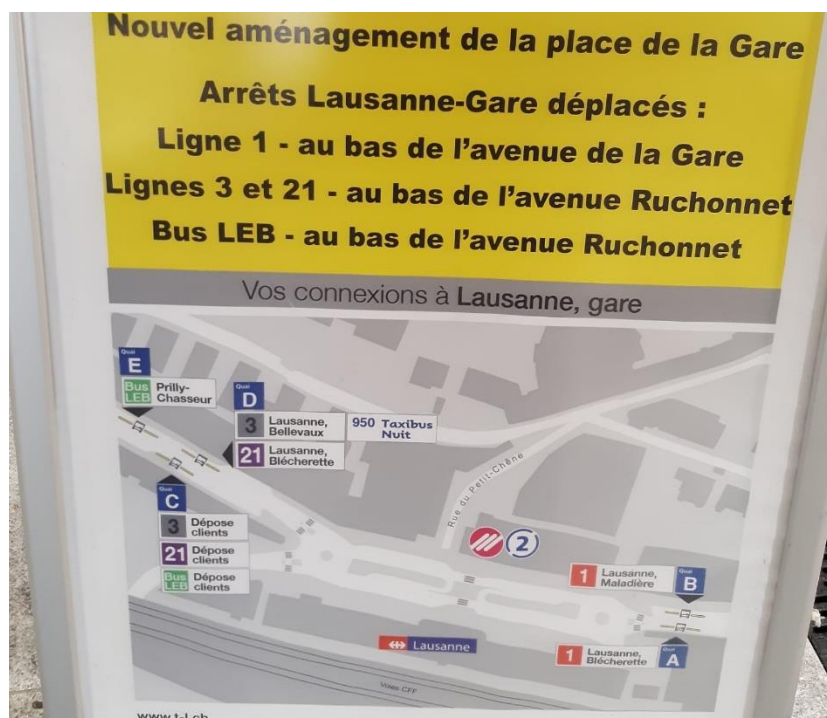 Nouvel aménagement de la place de la Gare
Arrêts Lausanne-Gare déplacés :
Ligne 1 - au bas de l'avenue de la Gare
Lignes 3 et 21 - au bas de l'avenue Ruchonnet
Bus LEB - au bas de l'avenue Ruchonnet
Vos connexions à Lausanne, gare
Quai
E
Bus
LEB
Prilly-
Chasseur
Quai
D
3
Lausanne,
Bellevaux
950 Taxibus
Nuit
21
Lausanne,
Blécherette
Quai
C
3
Dépose
clients
21
Dépose
clients
Bus
LEB
Dépose
clients
Rue du Petit-Chêne
2
1
Lausanne,
Maladière
Quai
B
Lausanne
1
Lausanne,
Blécherette
Quai
A
Voies CFF
www.t-l.ch